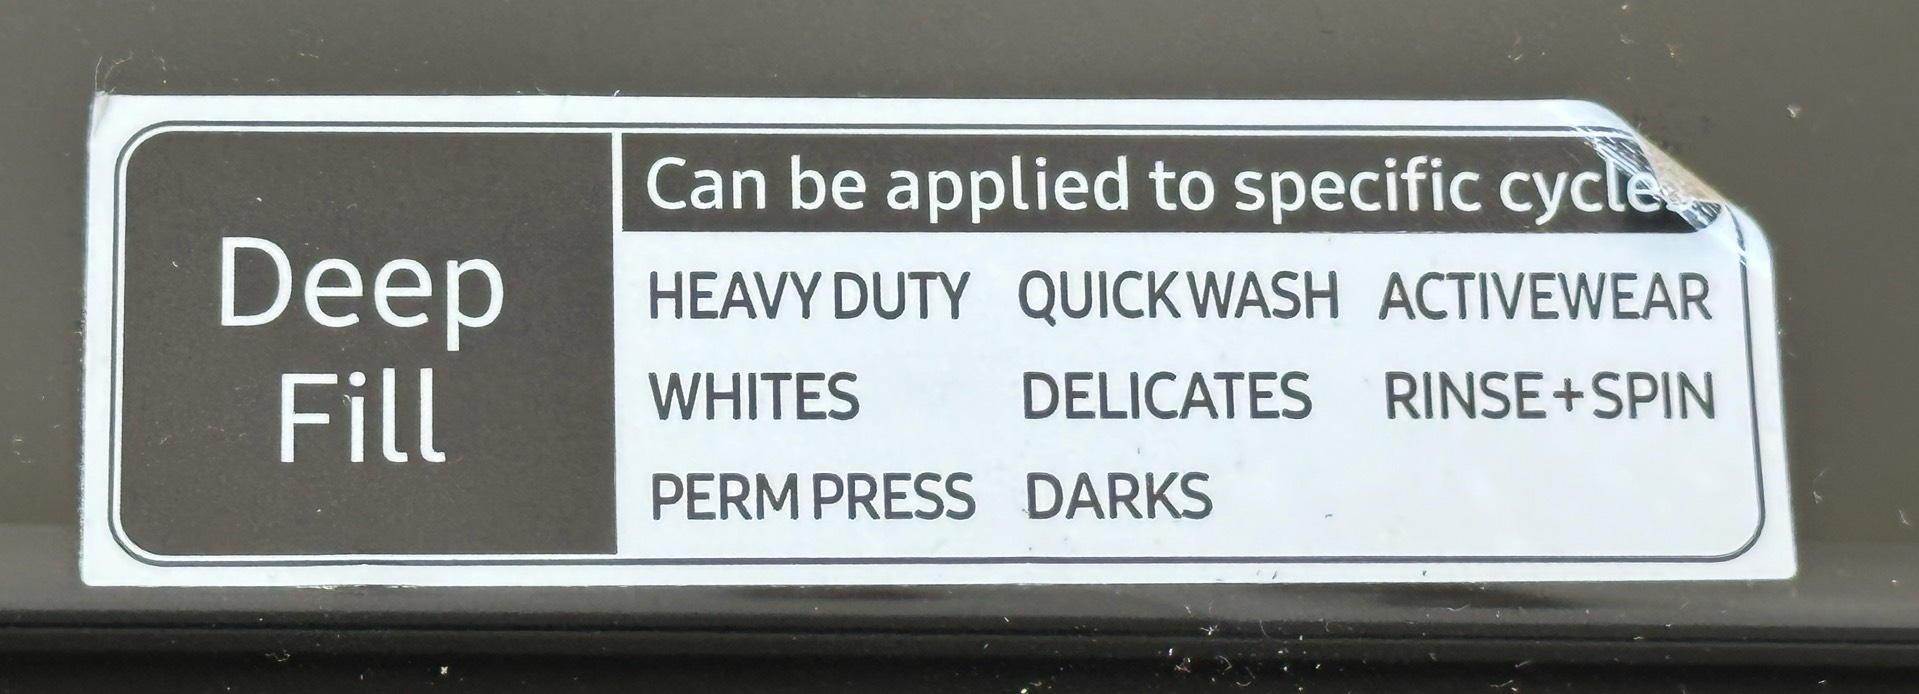 Deep
Fill
Can be applied to specific cycle
HEAVY DUTY QUICK WASH ACTIVEWEAR
WHITES DELICATES RINSE+SPIN
PERM PRESS DARKS